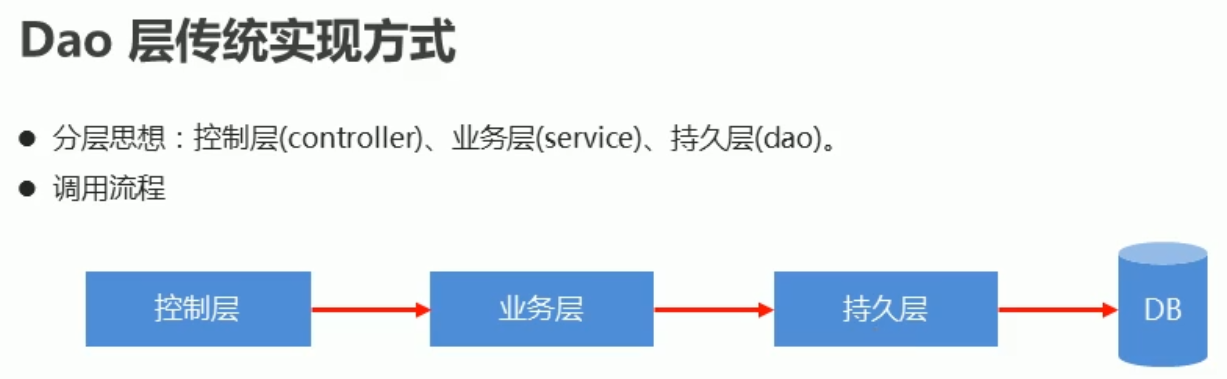 Dao 层传统实现方式
● 分层思想：控制层(controller)、业务层(service)、持久层(dao)。
● 调用流程
控制层
业务层
持久层
DB